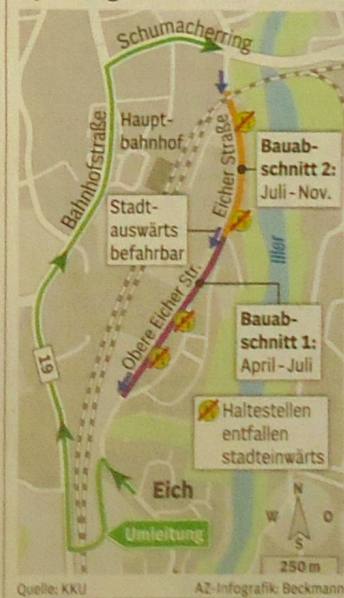 Schumacherring
Haupt-
bahnhof
Bahnhofstraße
Eicher Straße
Bauab-
schnitt 2:
Juli - Nov.
Stadt-
auswärts
befahrbar
Iller
Obere Eicher Str.
Bauab-
schnitt 1:
April - Juli
19
Haltestellen
entfallen
stadteinwärts
Eich
N
W O
S
Umleitung
250 m
Quelle: KKU
AZ-Infografik: Beckmann